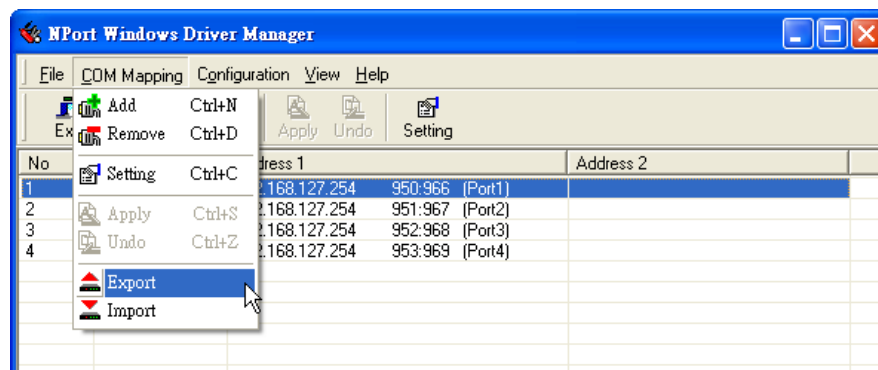 NPort Windows Driver Manager
File COM Mapping Configuration View Help
Add Ctrl+N
Remove Ctrl+D
Setting Ctrl+C
Apply Ctrl+S
Undo Ctrl+Z
Export
Import
Ex Apply Undo Setting
No dress 1 Address 2
1 2.168.127.254 950:966 (Port1)
2 2.168.127.254 951:967 (Port2)
3 2.168.127.254 952:968 (Port3)
4 2.168.127.254 953:969 (Port4)